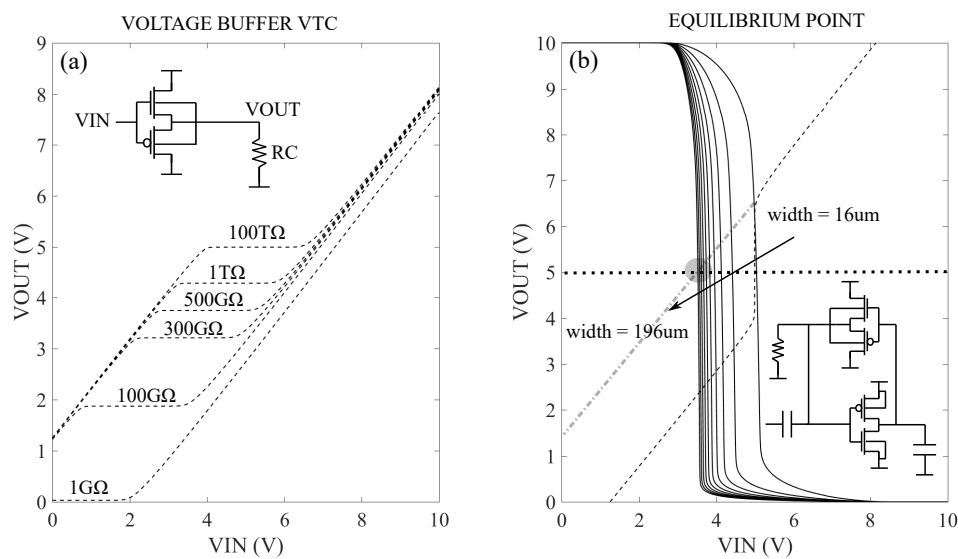 VOLTAGE BUFFER VTC
(a)
VIN
VOUT
RC
100TΩ
1TΩ
500GΩ
300GΩ
100GΩ
1GΩ
9
8
7
6
5
4
3
2
1
0
0 2 4 6 8 10
VIN (V)
VOUT (V)
EQUILIBRIUM POINT
(b)
width = 16um
width = 196um
10
9
8
7
6
5
4
3
2
1
0
0 2 4 6 8 10
VIN (V)
VOUT (V)